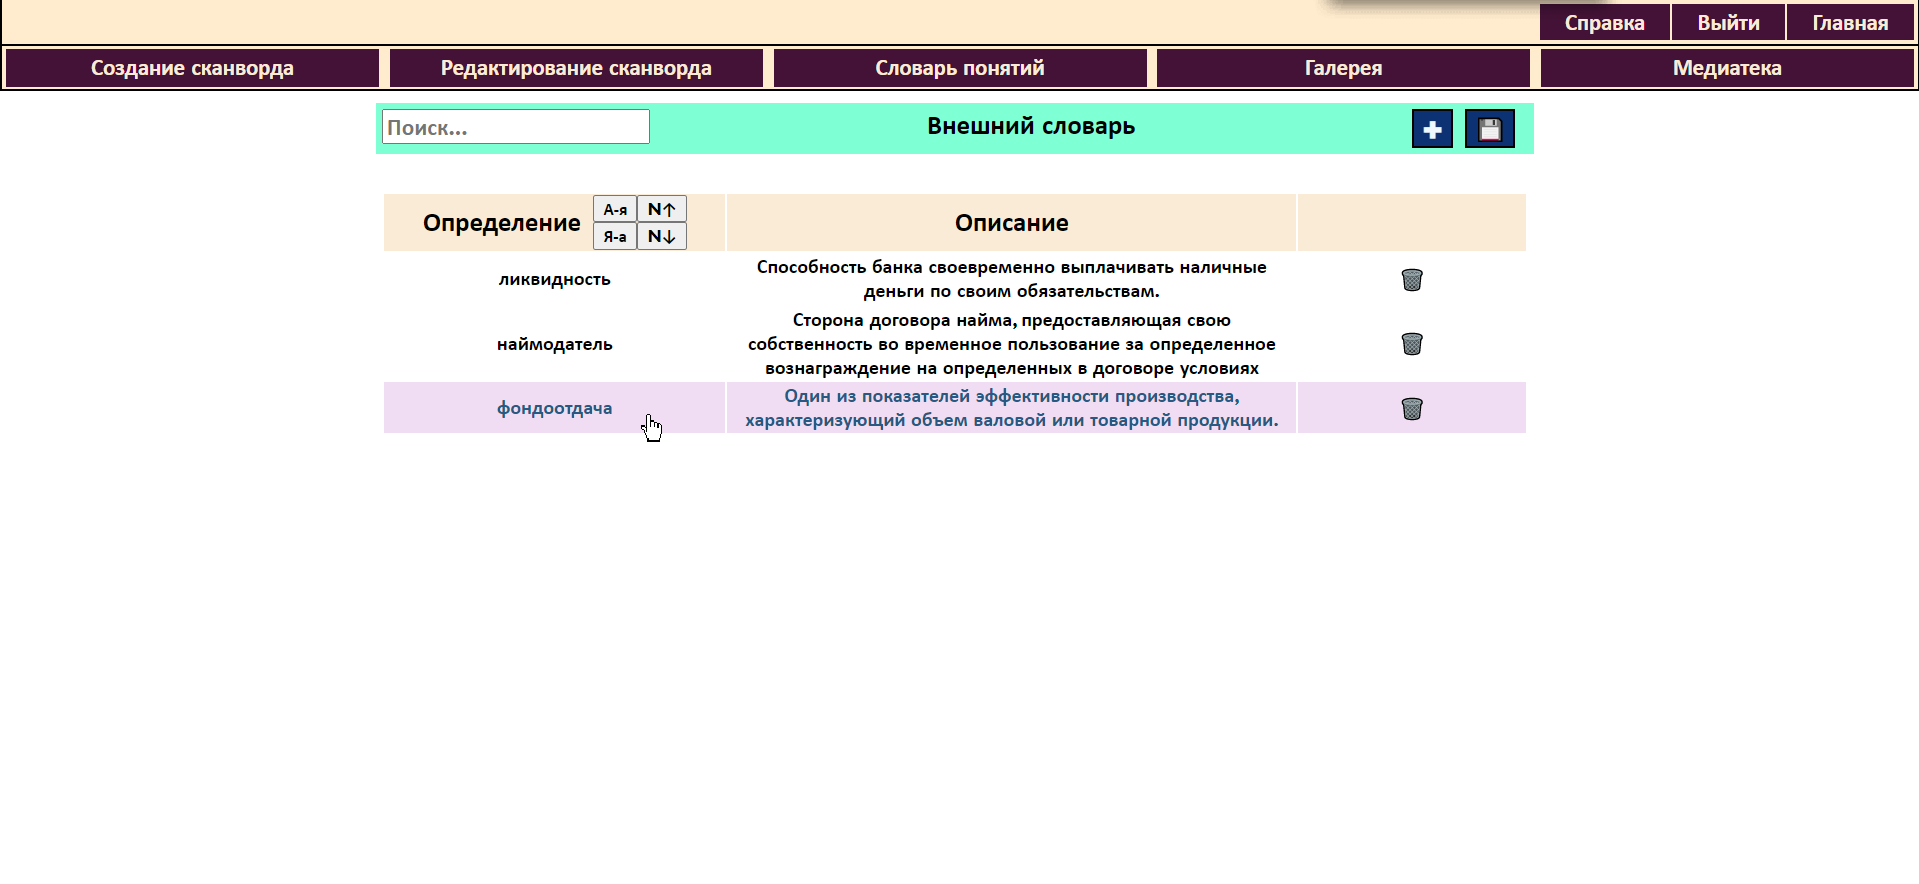 Справка Выйти Главная
Создание сканворда Редактирование сканворда Словарь понятий Галерея Медиатека
Поиск... Внешний словарь
Определение А-я N↑ Я-а N↓ Описание
ликвидность
Способность банка своевременно выплачивать наличные
деньги по своим обязательствам.
наймодатель
Сторона договора найма, предоставляющая свою
собственность во временное пользование за определенное
вознаграждение на определенных в договоре условиях
фондоотдача
Один из показателей эффективности производства,
характеризующий объем валовой или товарной продукции.